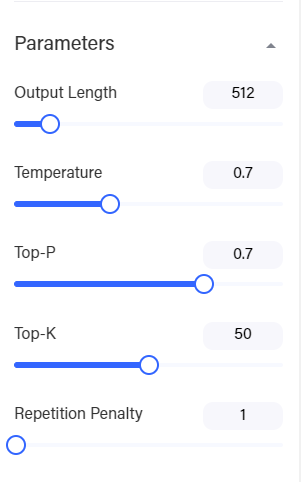 Parameters
Output Length 512
Temperature 0.7
Top-P 0.7
Top-K 50
Repetition Penalty 1